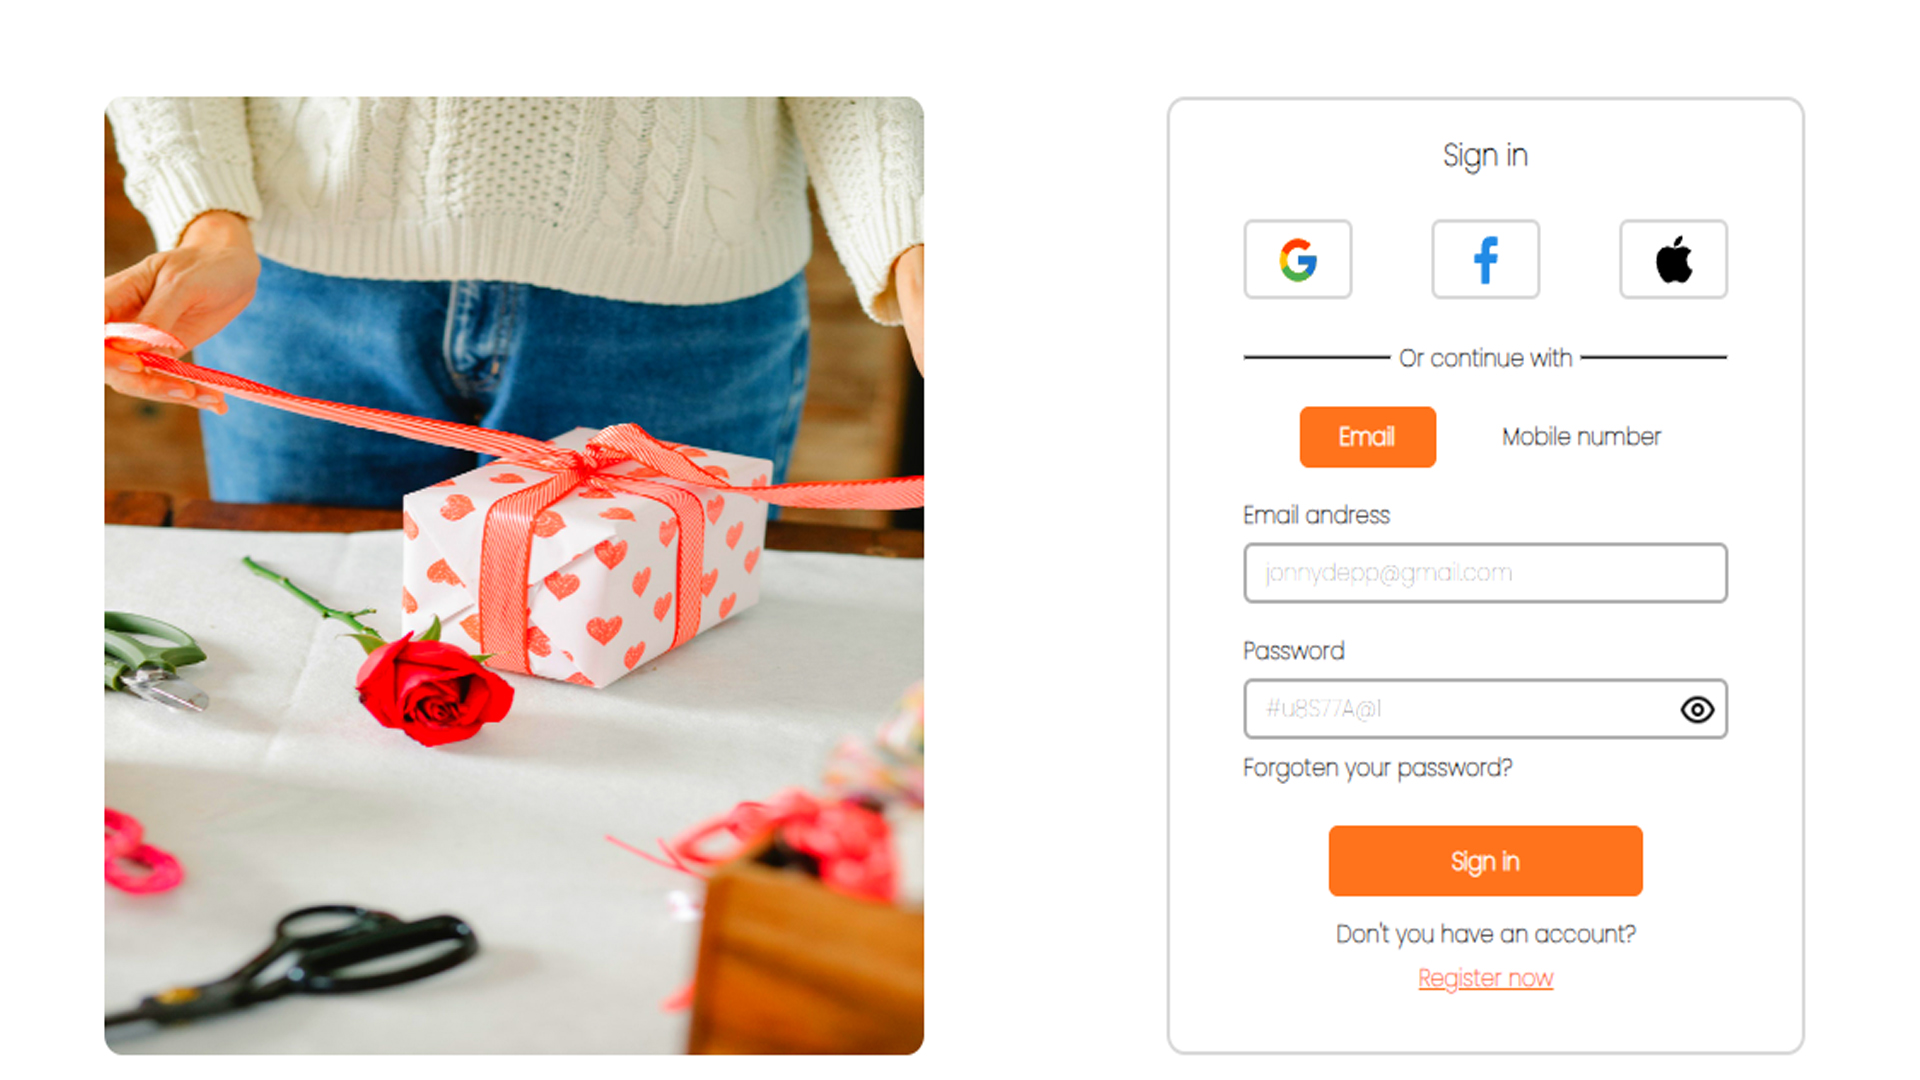 Sign in
Or continue with
Email
Mobile number
Email andress
jonnydepp@gmail.com
Password
#u8S77A@1
Forgoten your password?
Sign in
Don't you have an account?
Register now